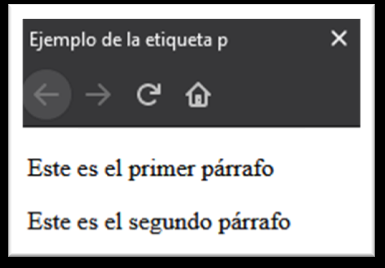 Ejemplo de la etiqueta p
Este es el primer párrafo
Este es el segundo párrafo